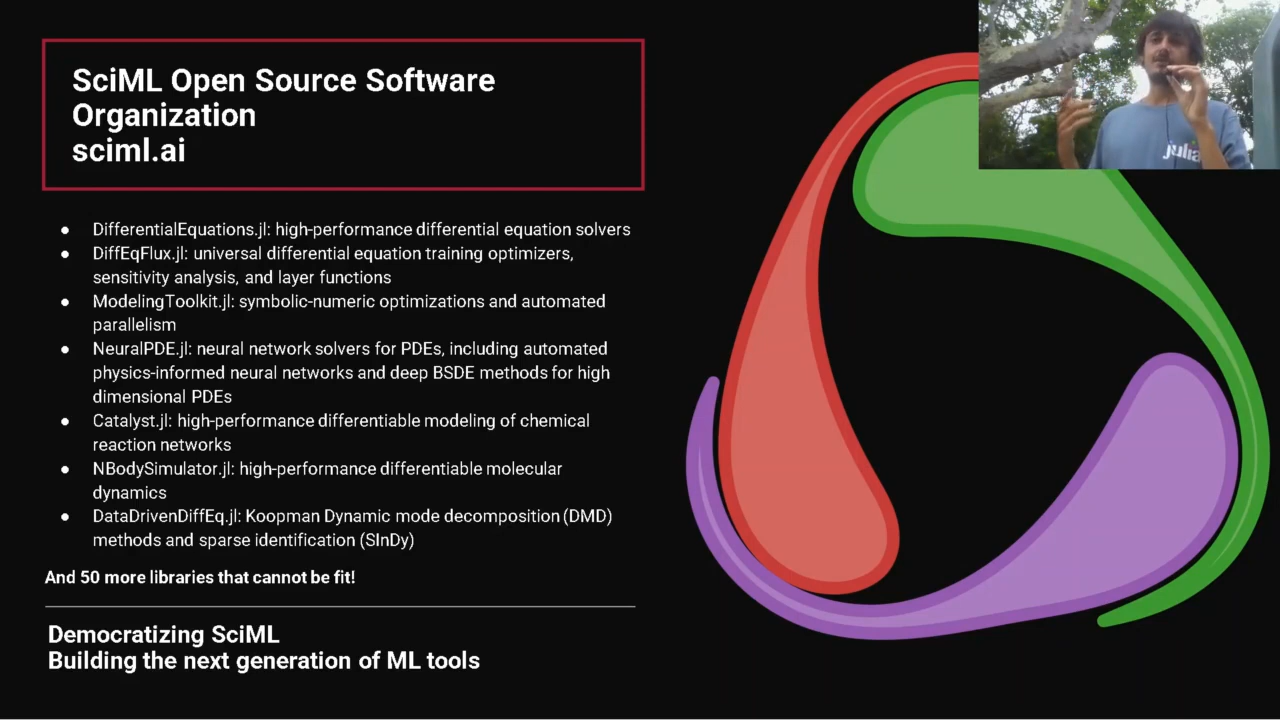 SciML Open Source Software
Organization
sciml.ai
● DifferentialEquations.jl: high-performance differential equation solvers
● DiffEqFlux.jl: universal differential equation training optimizers,
sensitivity analysis, and layer functions
● ModelingToolkit.jl: symbolic-numeric optimizations and automated
parallelism
● NeuralPDE.jl: neural network solvers for PDEs, including automated
physics-informed neural networks and deep BSDE methods for high
dimensional PDEs
● Catalyst.jl: high-performance differentiable modeling of chemical
reaction networks
● NBodySimulator.jl: high-performance differentiable molecular
dynamics
● DataDrivenDiffEq.jl: Koopman Dynamic mode decomposition (DMD)
methods and sparse identification (SInDy)
And 50 more libraries that cannot be fit!
Democratizing SciML
Building the next generation of ML tools
julia